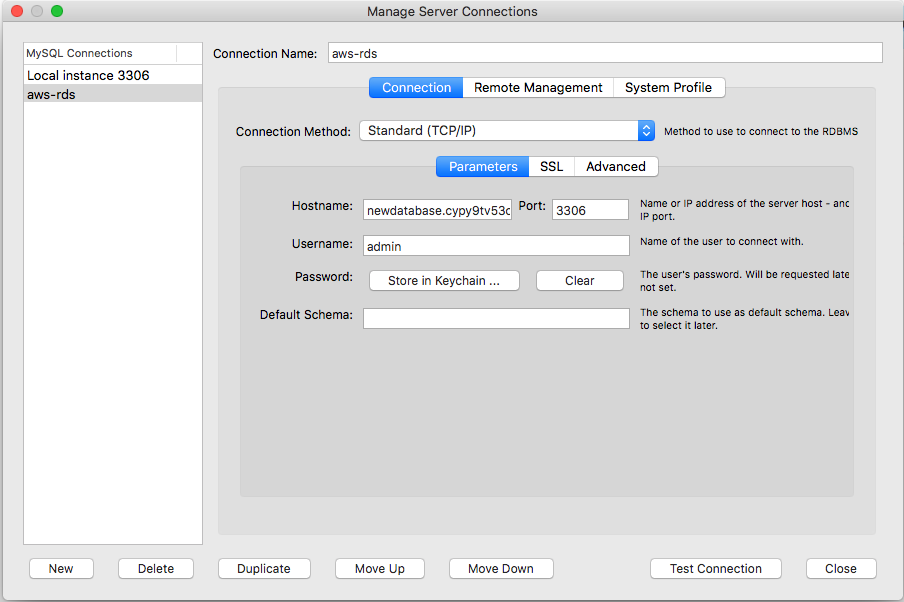 Manage Server Connections
MySQL Connections
Local instance 3306
aws-rds
Connection Name: aws-rds
Connection Remote Management System Profile
Connection Method: Standard (TCP/IP) Method to use to connect to the RDBMS
Parameters SSL Advanced
Hostname: newdatabase.cypy9tv53 Port: 3306 Name or IP address of the server host - and
IP port.
Username: admin Name of the user to connect with.
Password: Store in Keychain ... Clear The user's password. Will be requested late
not set.
Default Schema: The schema to use as default schema. Leav
to select it later.
New Delete Duplicate Move Up Move Down Test Connection Close